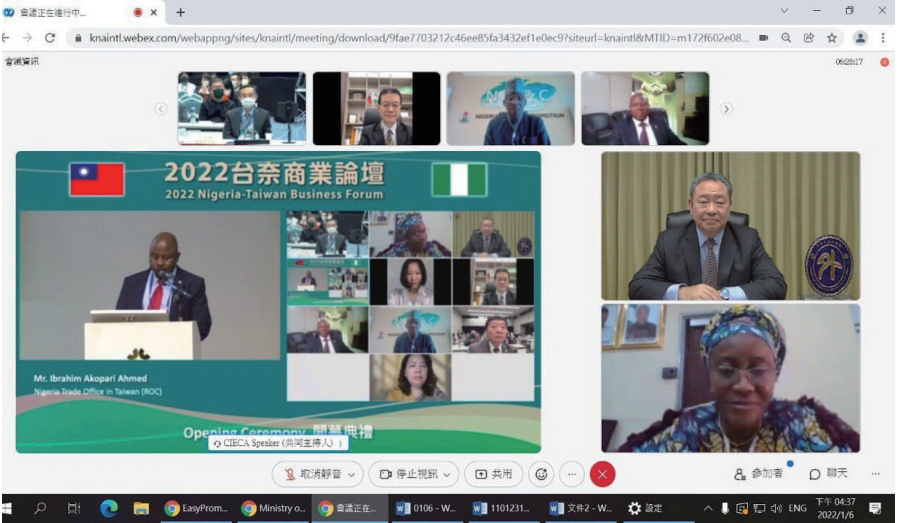 會議正在進行中...
knaintl.webex.com/webappng/sites/knaintl/meeting/download/9fae7703212c46ee85fa3432ef1e0ec9?siteurl=knaintl&MTID=m172f602e08...
會議資訊
06:28:17
2022台奈商業論壇
2022 Nigeria-Taiwan Business Forum
外
Mr. Ibrahim Akopari Ahmed
Nigeria Trade Office in Taiwan (ROC)
Opening Ceremony 開幕典禮
CIECA Speaker (共同主持人)
取消靜音
停止視訊
共用
參加者
聊天
EasyProm...
Ministry o...
會議正在...
0106 - W...
1101231...
文件2 - W...
設定
ENG
下午 04:37
2022/1/6